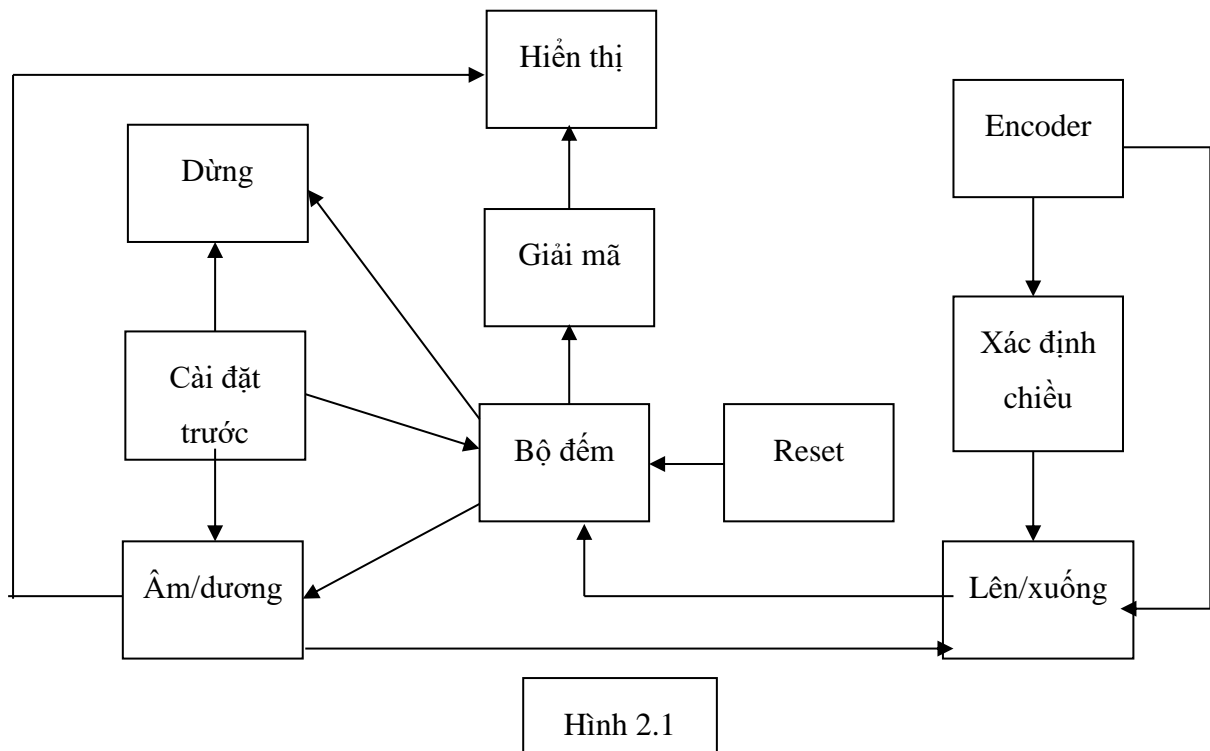 Hiển thị
Encoder
Dừng
Giải mã
Xác định
chiều
Cài đặt
trước
Bộ đếm
Reset
Âm/dương
Lên/xuống
Hình 2.1